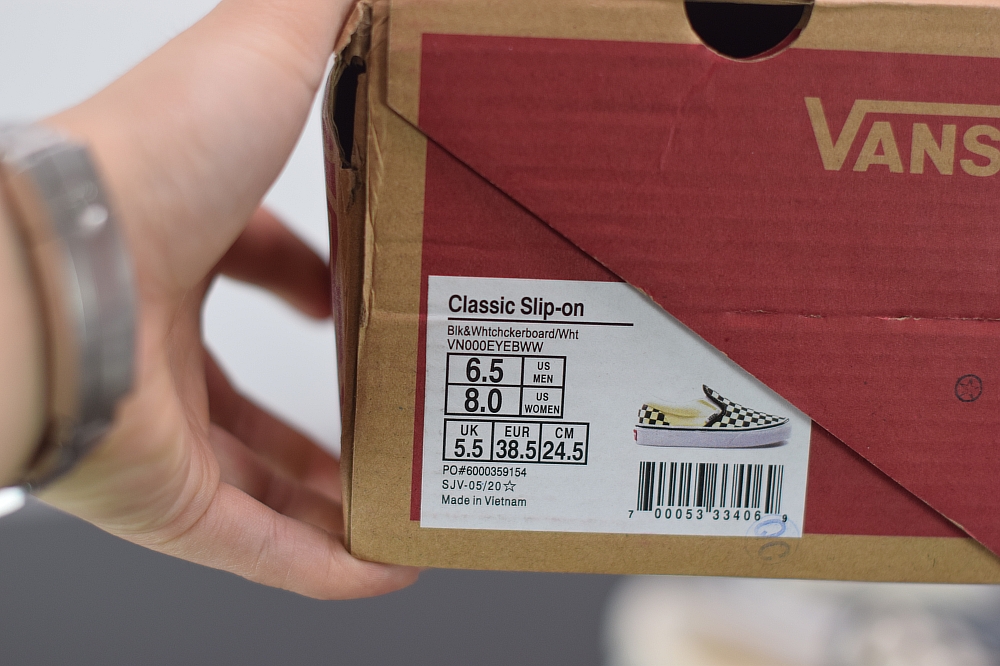 VANS
Classic Slip-on
Blk&Whtchckerboard/Wht
VN000EYEBWW
6.5 US MEN
8.0 US WOMEN
UK EUR CM
5.5 38.5 24.5
PO#6000359154
SJV-05/20☆
Made in Vietnam
7 00053 33406 9
QC